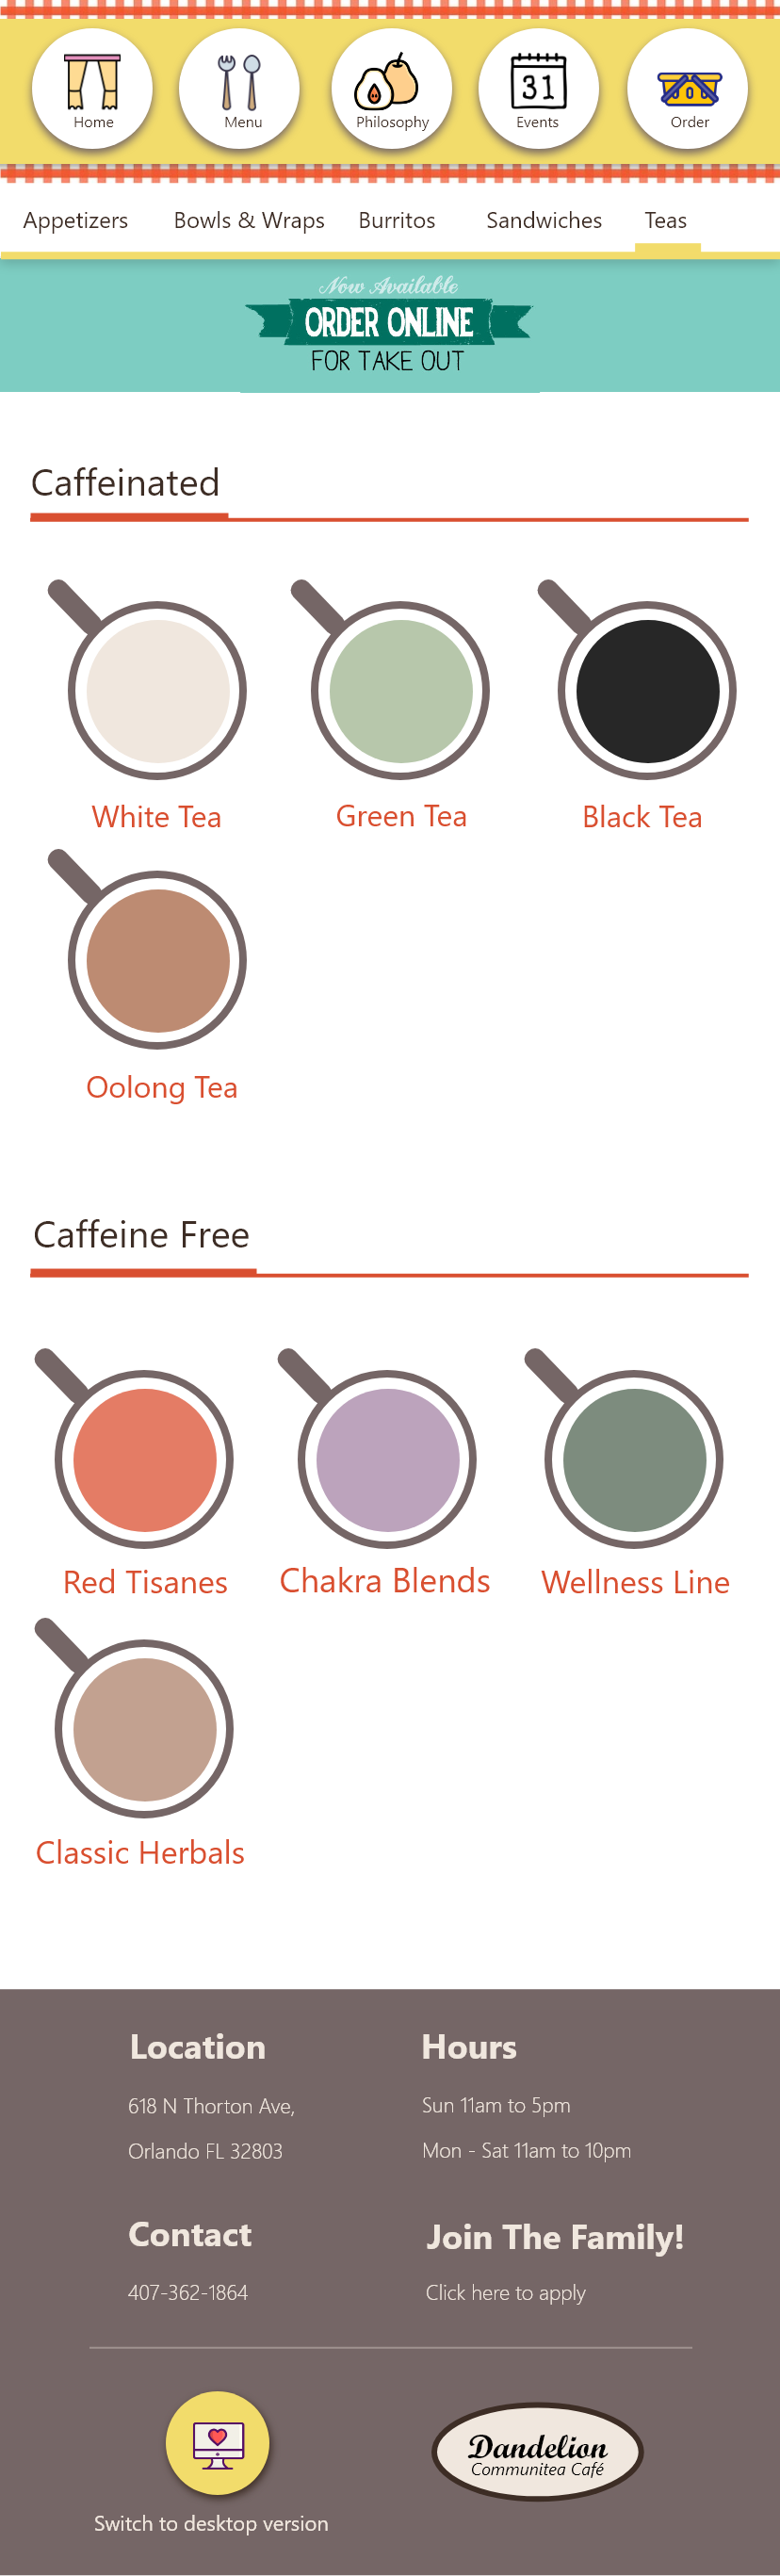 31
Home
Menu
Philosophy
Events
Order
Appetizers
Bowls & Wraps
Burritos
Sandwiches
Teas
Now Available
ORDER ONLINE
FOR TAKE OUT
Caffeinated
White Tea
Green Tea
Black Tea
Oolong Tea
Caffeine Free
Red Tisanes
Chakra Blends
Wellness Line
Classic Herbals
Location
618 N Thorton Ave,
Orlando FL 32803
Hours
Sun 11am to 5pm
Mon - Sat 11am to 10pm
Contact
407-362-1864
Join The Family!
Click here to apply
Switch to desktop version
Dandelion
Communitea Café